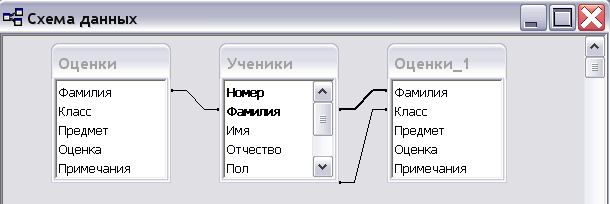 Схема данных
Оценки
Фамилия
Класс
Предмет
Оценка
Примечания
Ученики
Номер
Фамилия
Имя
Отчество
Пол
Оценки_1
Фамилия
Класс
Предмет
Оценка
Примечания